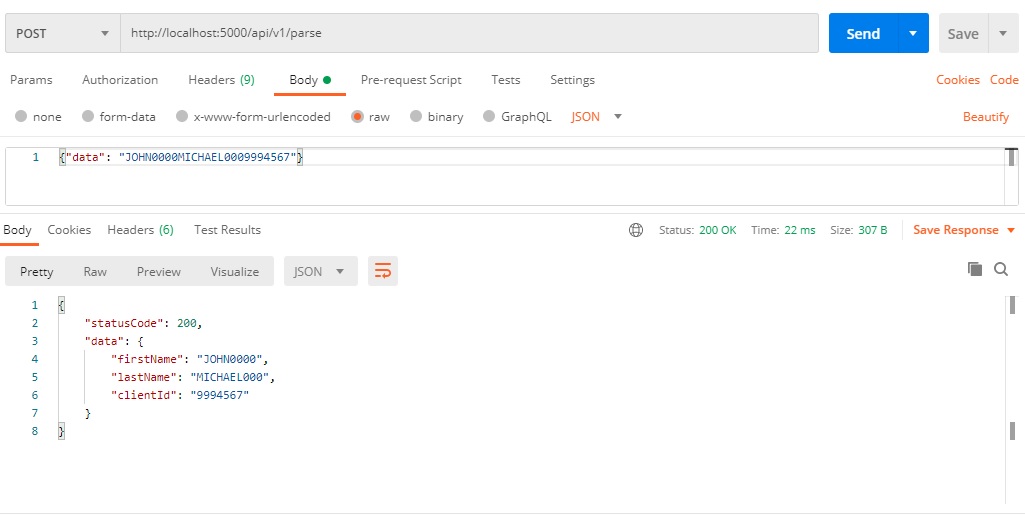 POST http://localhost:5000/api/v1/parse Send Save
Params Authorization Headers (9) Body Pre-request Script Tests Settings Cookies Code
none form-data x-www-form-urlencoded raw binary GraphQL JSON Beautify
1 {"data": "JOHN0000MICHAEL0009994567"}
Body Cookies Headers (6) Test Results Status: 200 OK Time: 22 ms Size: 307 B Save Response
Pretty Raw Preview Visualize JSON
1 {
2 "statusCode": 200,
3 "data": {
4 "firstName": "JOHN0000",
5 "lastName": "MICHAEL000",
6 "clientId": "9994567"
7 }
8 }